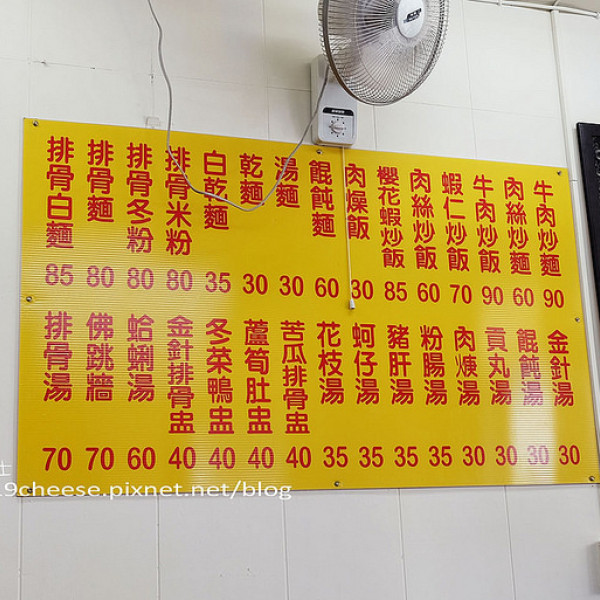 排骨白麵 85
排骨麵 80
排骨冬粉 80
排骨米粉 80
白乾麵 35
乾麵 30
湯麵 30
餛飩麵 60
肉燥飯 30
櫻花蝦炒飯 85
肉絲炒飯 60
蝦仁炒飯 70
牛肉炒飯 90
肉絲炒麵 60
牛肉炒麵 90
排骨湯 70
佛跳牆 70
蛤蜊湯 60
金針排骨盅 40
冬菜鴨盅 40
蘆筍肚盅 40
苦瓜排骨盅 40
花枝湯 35
蚵仔湯 35
豬肝湯 35
粉腸湯 35
肉焿湯 30
貢丸湯 30
餛飩湯 30
金針湯 30
士
19cheese.pixnet.net/blog